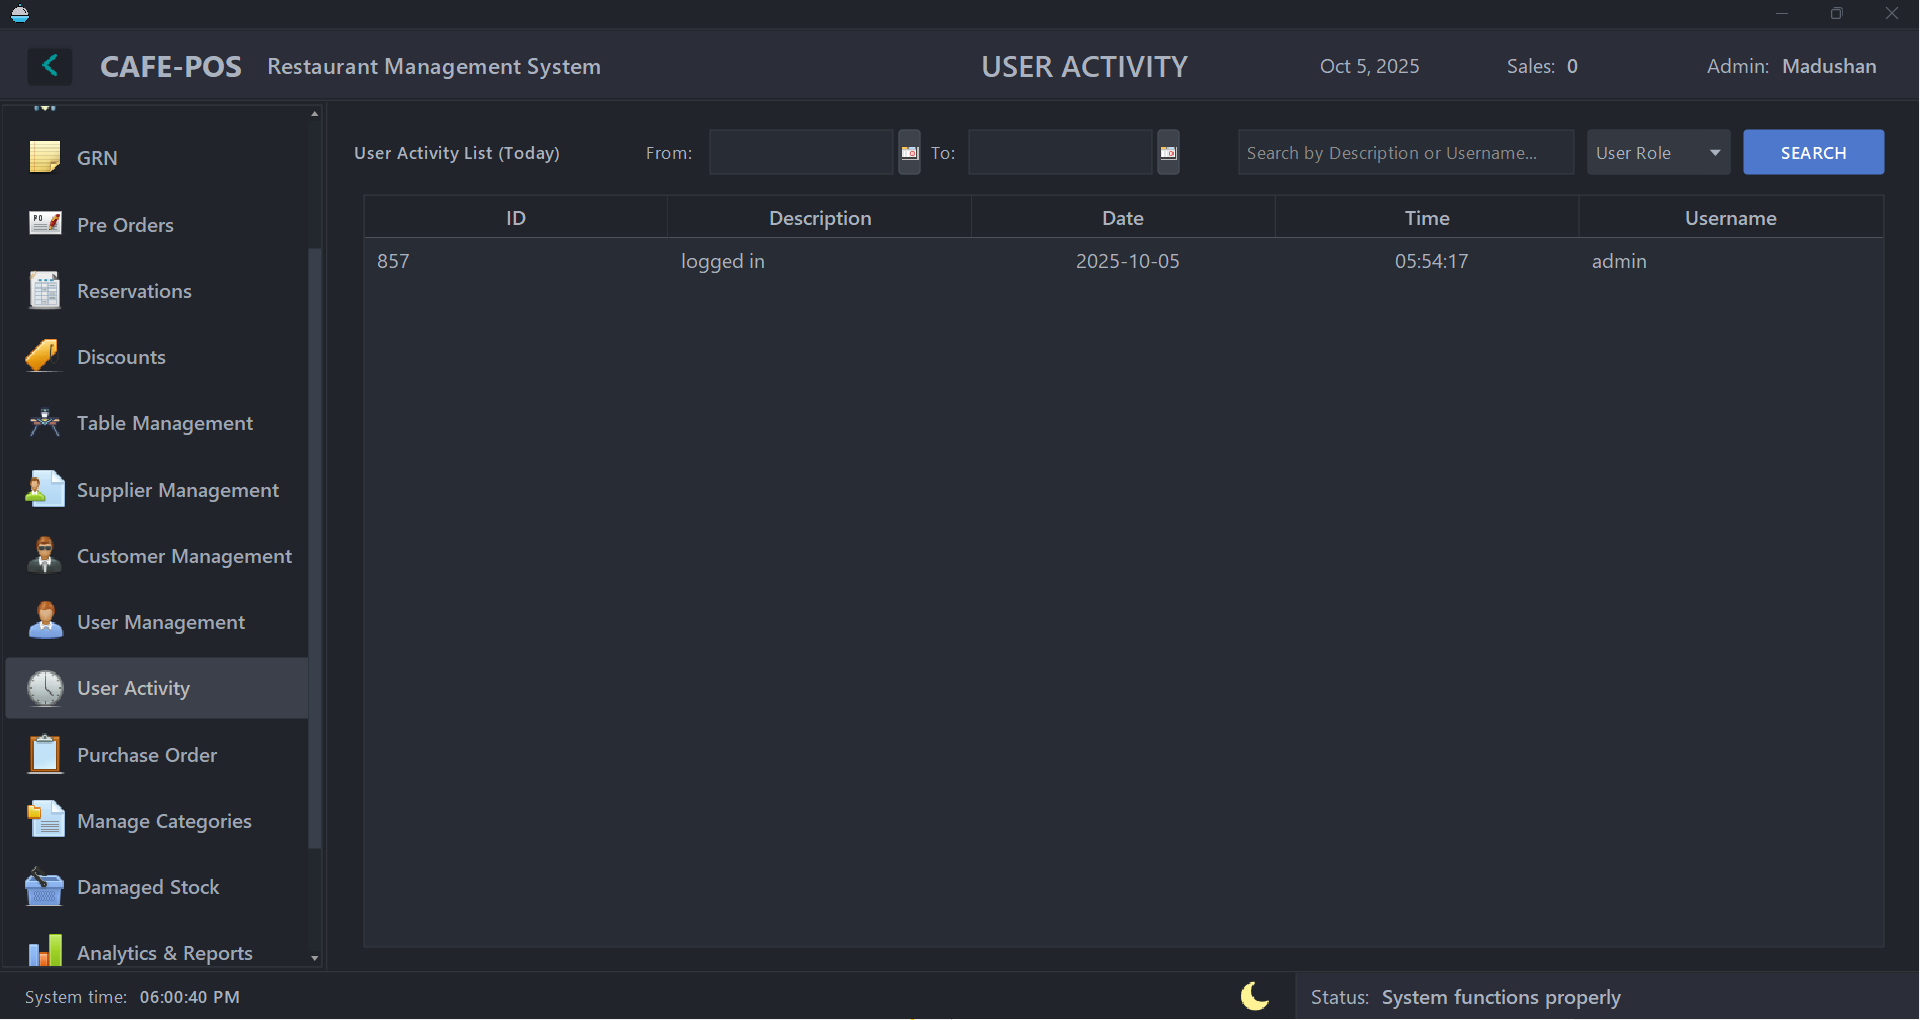 CAFE-POS Restaurant Management System USER ACTIVITY Oct 5, 2025 Sales: 0 Admin: Madushan
GRN
Pre Orders
Reservations
Discounts
Table Management
Supplier Management
Customer Management
User Management
User Activity
Purchase Order
Manage Categories
Damaged Stock
Analytics & Reports
User Activity List (Today) From: To: Search by Description or Username... User Role SEARCH
ID Description Date Time Username
857 logged in 2025-10-05 05:54:17 admin
System time: 06:00:40 PM Status: System functions properly